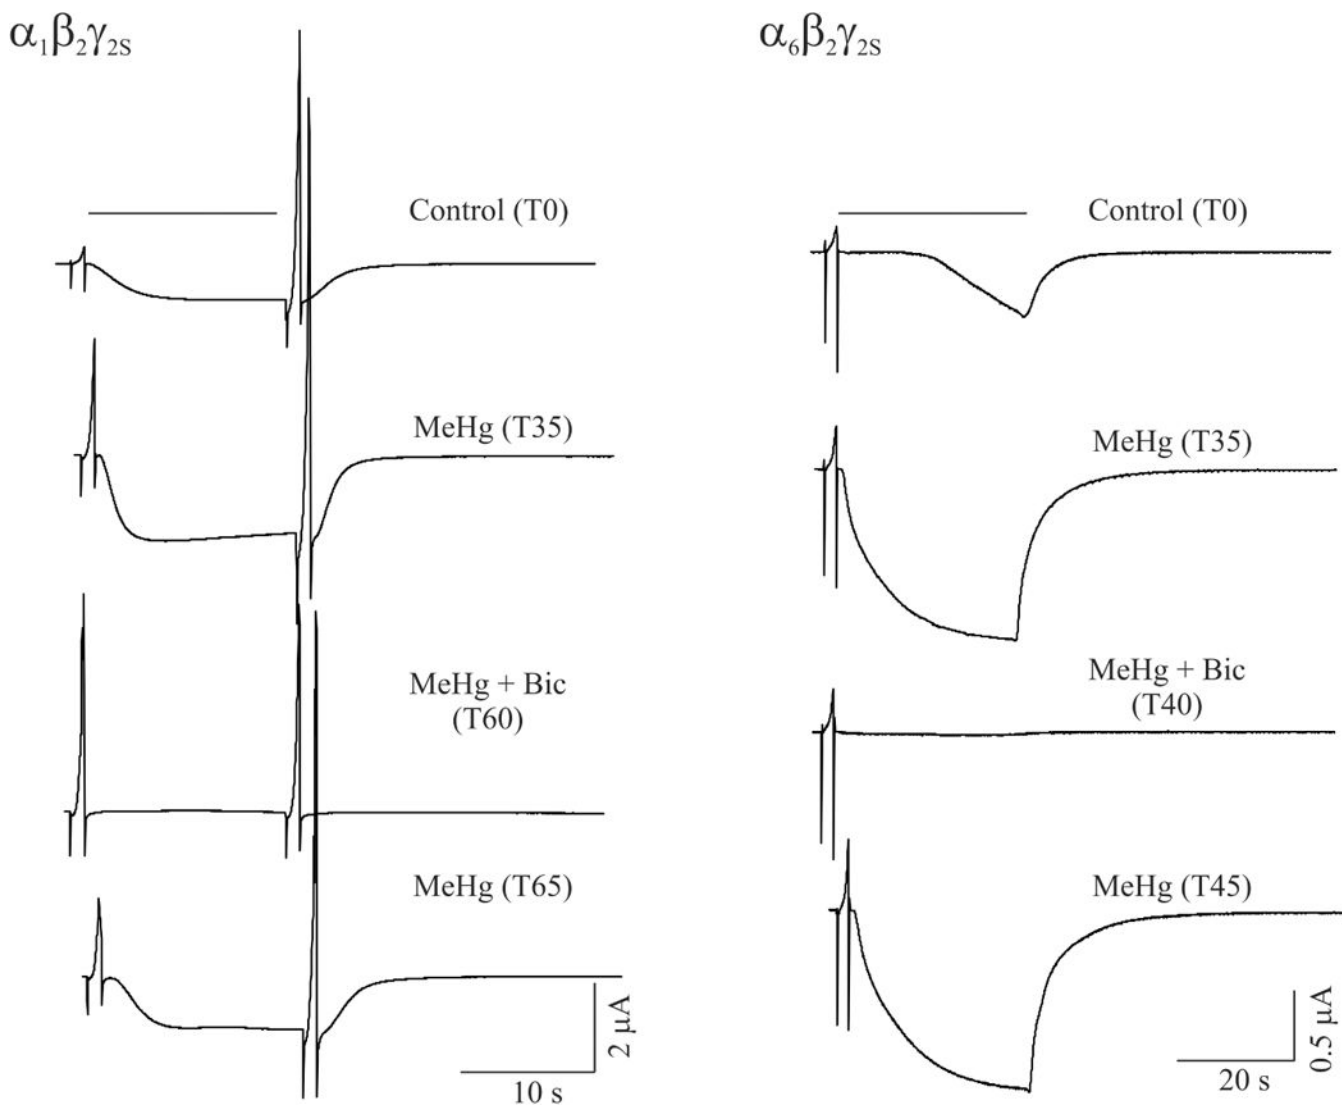 α₁β₂γ₂S
α₆β₂γ₂S
Control (T0)
Control (T0)
MeHg (T35)
MeHg (T35)
MeHg + Bic
(T60)
MeHg + Bic
(T40)
MeHg (T65)
MeHg (T45)
2 μA
10 s
0.5 μA
20 s